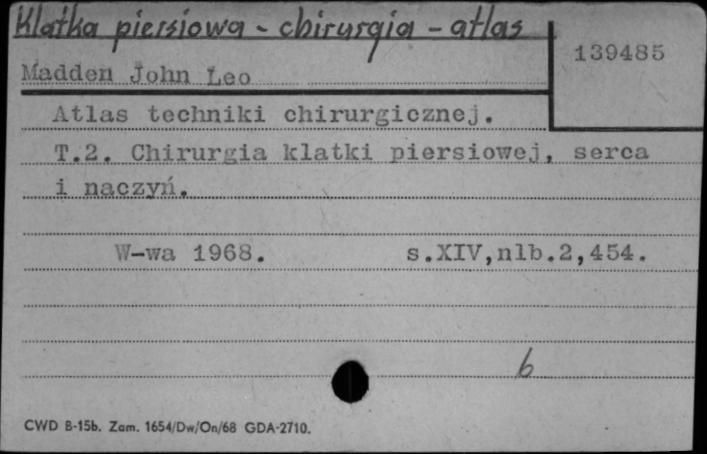 Klatka piersiowa - chirurgia - atlas
139485
Madden John Leo
Atlas techniki chirurgicznej.
T.2. Chirurgia klatki piersiowej, serca
i naczyń.
W-wa 1968. s.XIV,nlb.2,454.
b
CWD B-15b. Zam. 1654/Dw/On/68 GDA-2710.